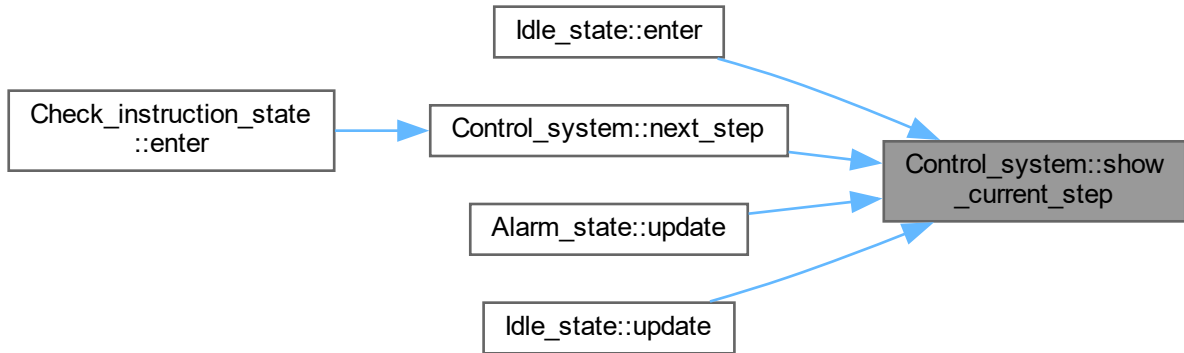 Idle_state::enter
Check_instruction_state
::enter
Control_system::next_step
Control_system::show
_current_step
Alarm_state::update
Idle_state::update